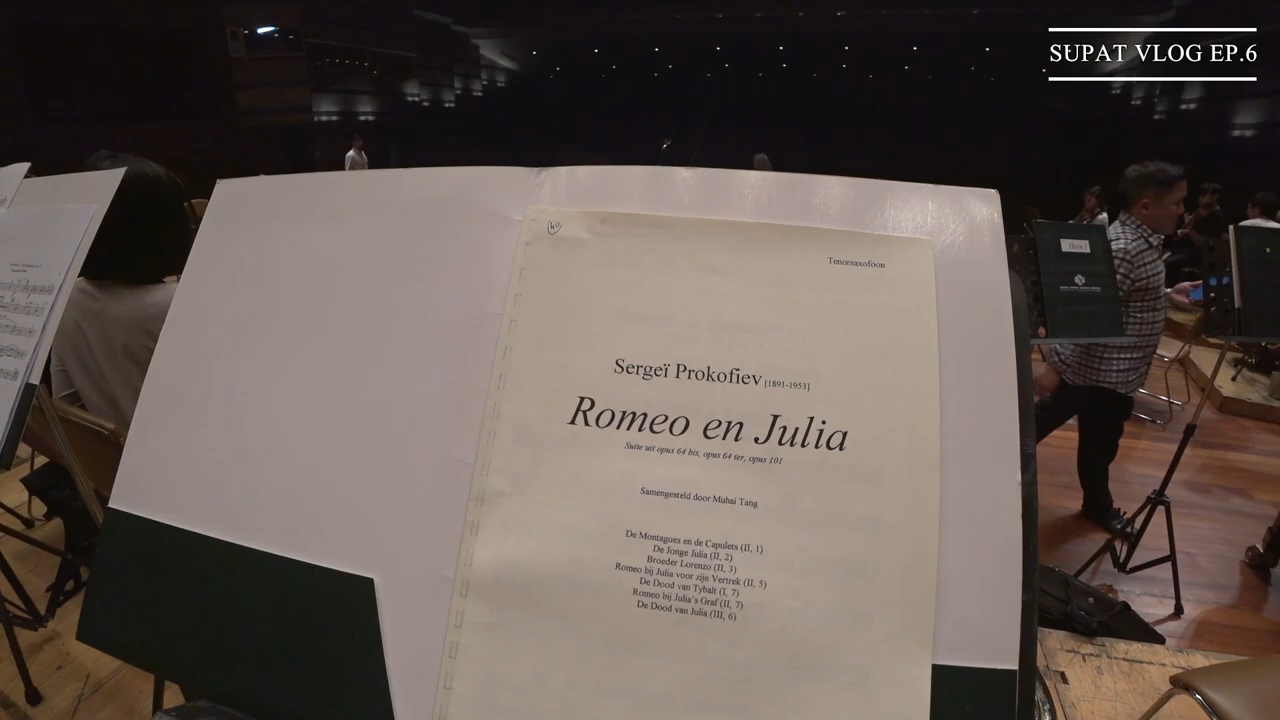 SUPAT VLOG EP.6
Tenorsaxofoon
Sergeï Prokofiev [1891-1953]
Romeo en Julia
Suite uit opus 64 bis, opus 64 ter, opus 101
Samengesteld door Muhai Tang
De Montagues en de Capulets (II, 1)
De Jonge Julia (II, 2)
Broeder Lorenzo (II, 3)
Romeo bij Julia voor zijn Vertrek (II, 5)
De Dood van Tybalt (I, 7)
Romeo bij Julia's Graf (II, 7)
De Dood van Julia (III, 6)
Horn 1